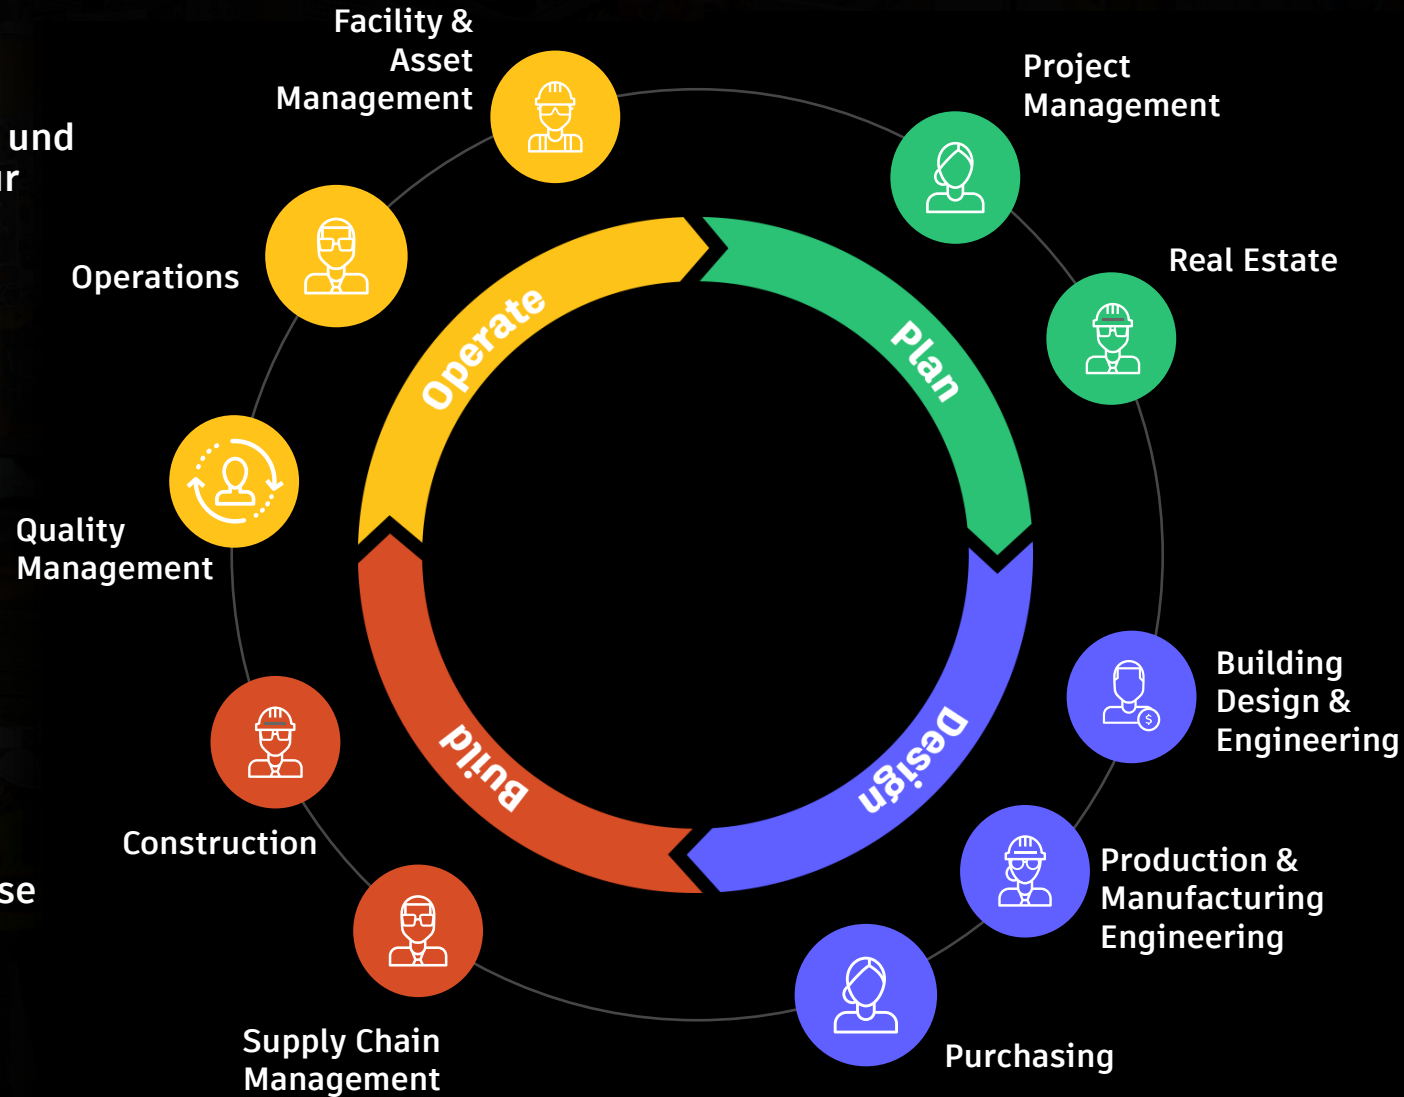 Facility &
Asset
Management
Project
Management
und
Real Estate
Operations
Operate
Plan
Quality
Management
Building
Design &
Engineering
Design
Build
Construction
Production &
Manufacturing
Engineering
Supply Chain
Management
Purchasing
$